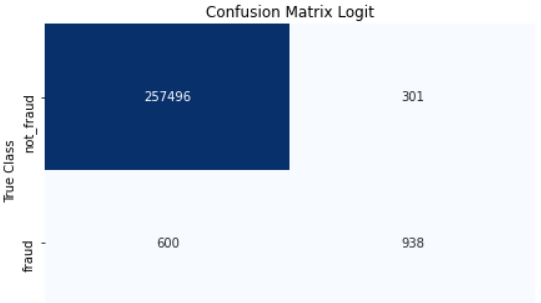 Confusion Matrix Logit
True Class
not_fraud
257496 301
fraud
600 938